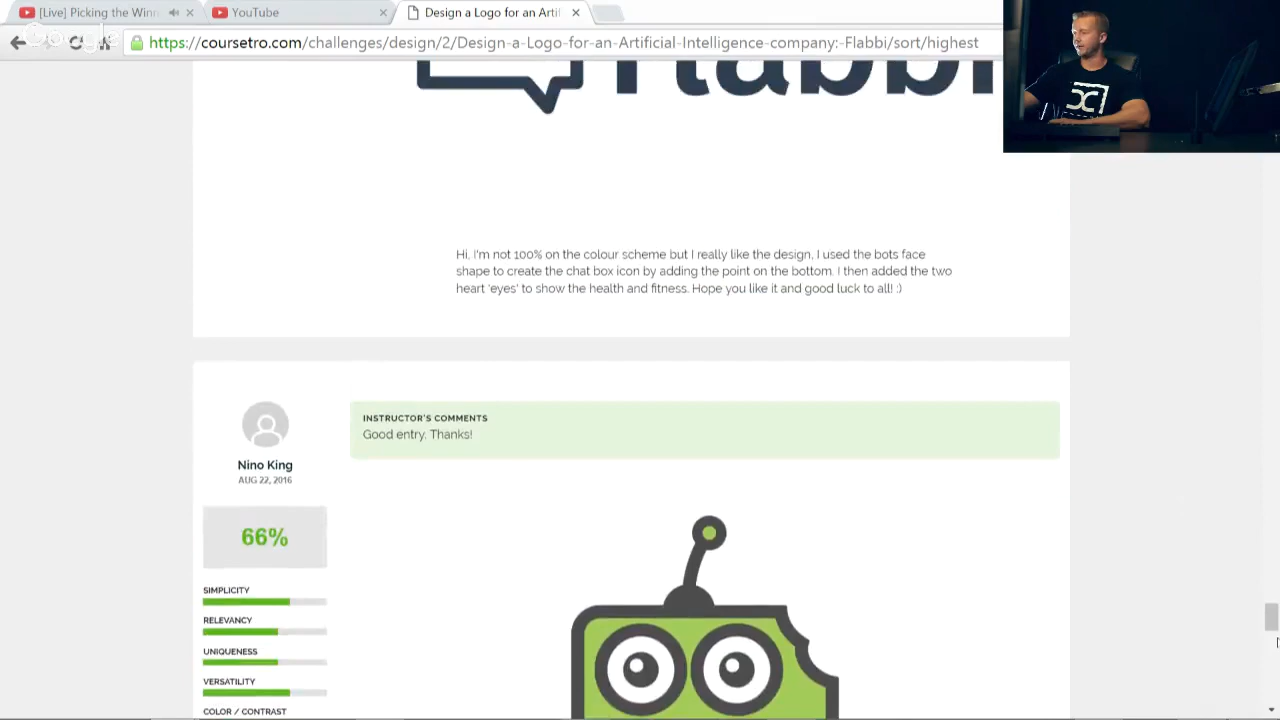 [Live] Picking the Winn
YouTube
Design a Logo for an Artif
https://coursetro.com/challenges/design/2/Design-a-Logo-for-an-Artificial-Intelligence-company:-Flabbi/sort/highest
flabbi
Hi, I'm not 100% on the colour scheme but I really like the design, I used the bots face
shape to create the chat box icon by adding the point on the bottom. I then added the two
heart 'eyes' to show the health and fitness. Hope you like it and good luck to all! :)
INSTRUCTOR'S COMMENTS
Good entry. Thanks!
Nino King
AUG 22, 2016
66%
SIMPLICITY
RELEVANCY
UNIQUENESS
VERSATILITY
COLOR / CONTRAST